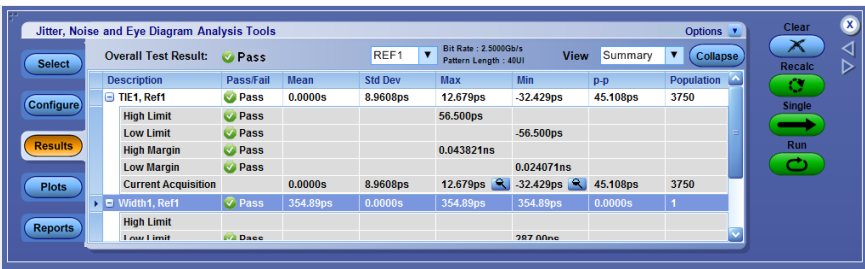 Jitter, Noise and Eye Diagram Analysis Tools Options Clear X
Select Overall Test Result: Pass REF1 Bit Rate : 2.5000Gb/s
Pattern Length : 40UI View Summary Collapse
Recalc
Description Pass/Fail Mean Std Dev Max Min p-p Population
TIE1, Ref1 Pass 0.0000s 8.9608ps 12.679ps -32.429ps 45.108ps 3750
Configure Single
High Limit 56.500ps
Low Limit Pass -56.500ps
Results Run
High Margin Pass 0.043821ns
Low Margin Pass 0.024071ns
Plots
Current Acquisition 0.0000s 8.9608ps 12.679ps -32.429ps 45.108ps 3750
Width1, Ref1 Pass 354.89ps 0.0000s 354.89ps 354.89ps 0.0000s 1
Reports
High Limit
Low Limit Pass 287.00ps